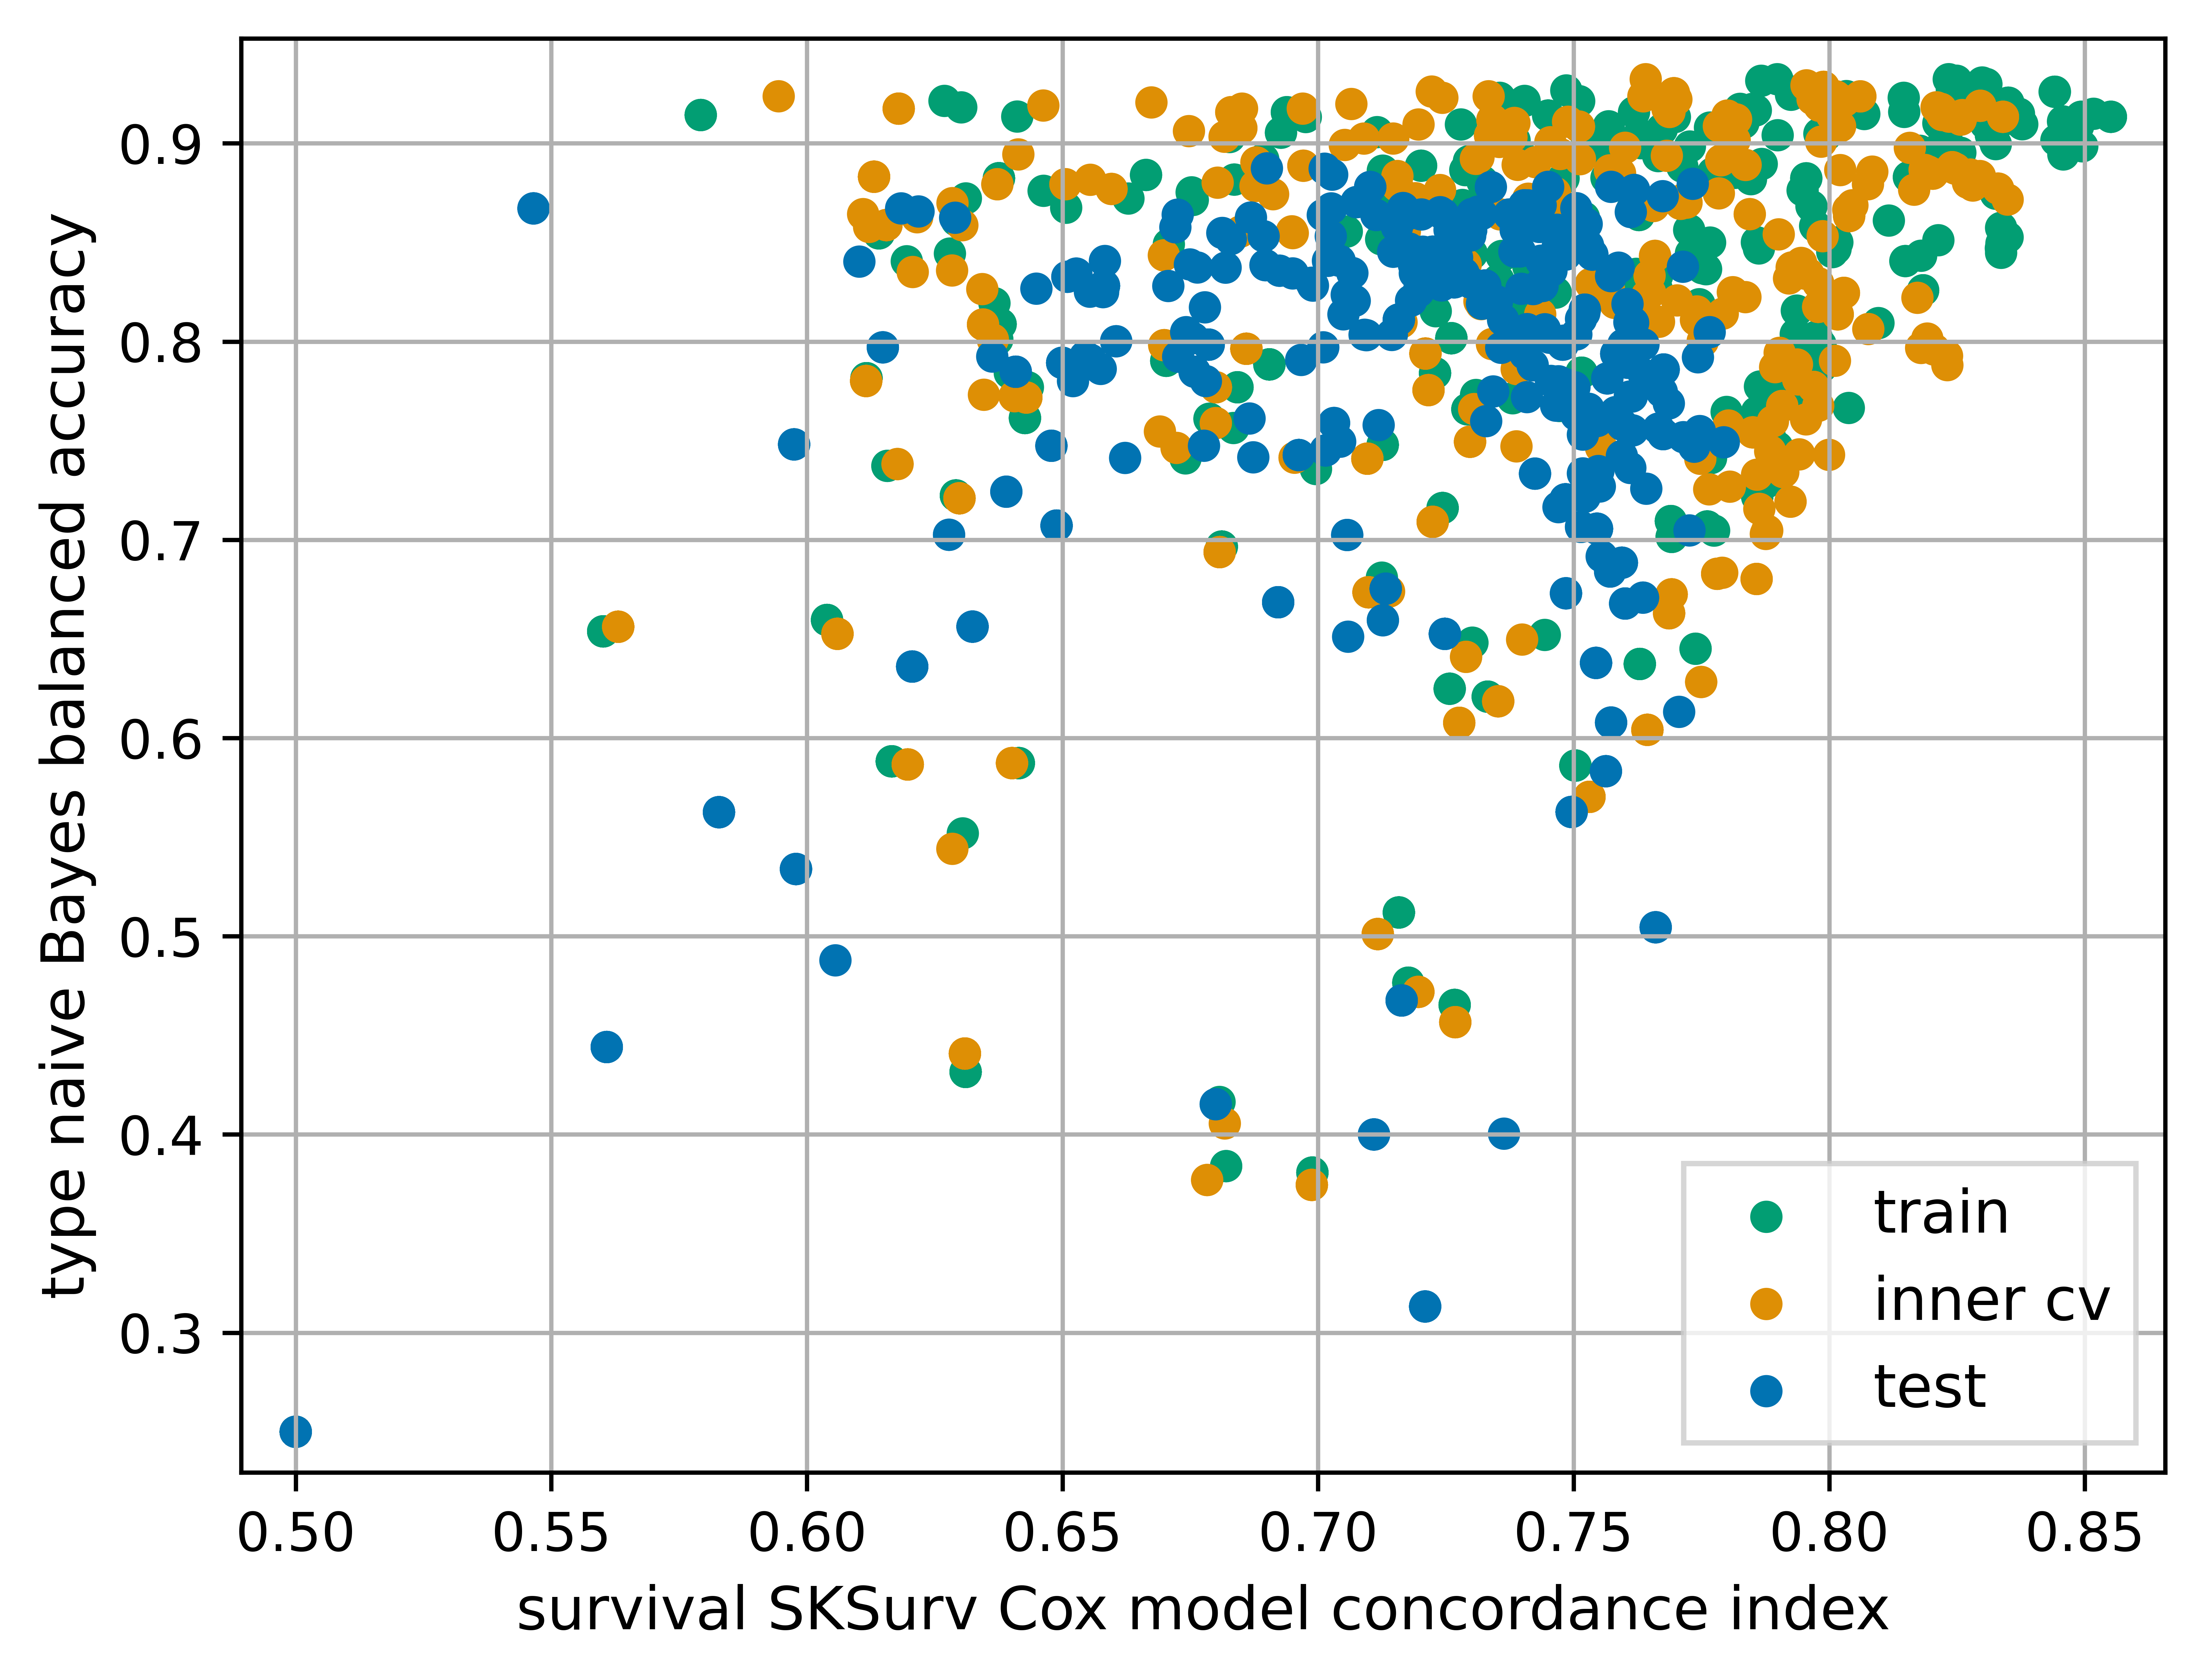 type naive Bayes balanced accuracy
0.9
0.8
0.7
0.6
0.5
0.4
0.3
train
inner cv
test
0.50 0.55 0.60 0.65 0.70 0.75 0.80 0.85
survival SKSurv Cox model concordance index